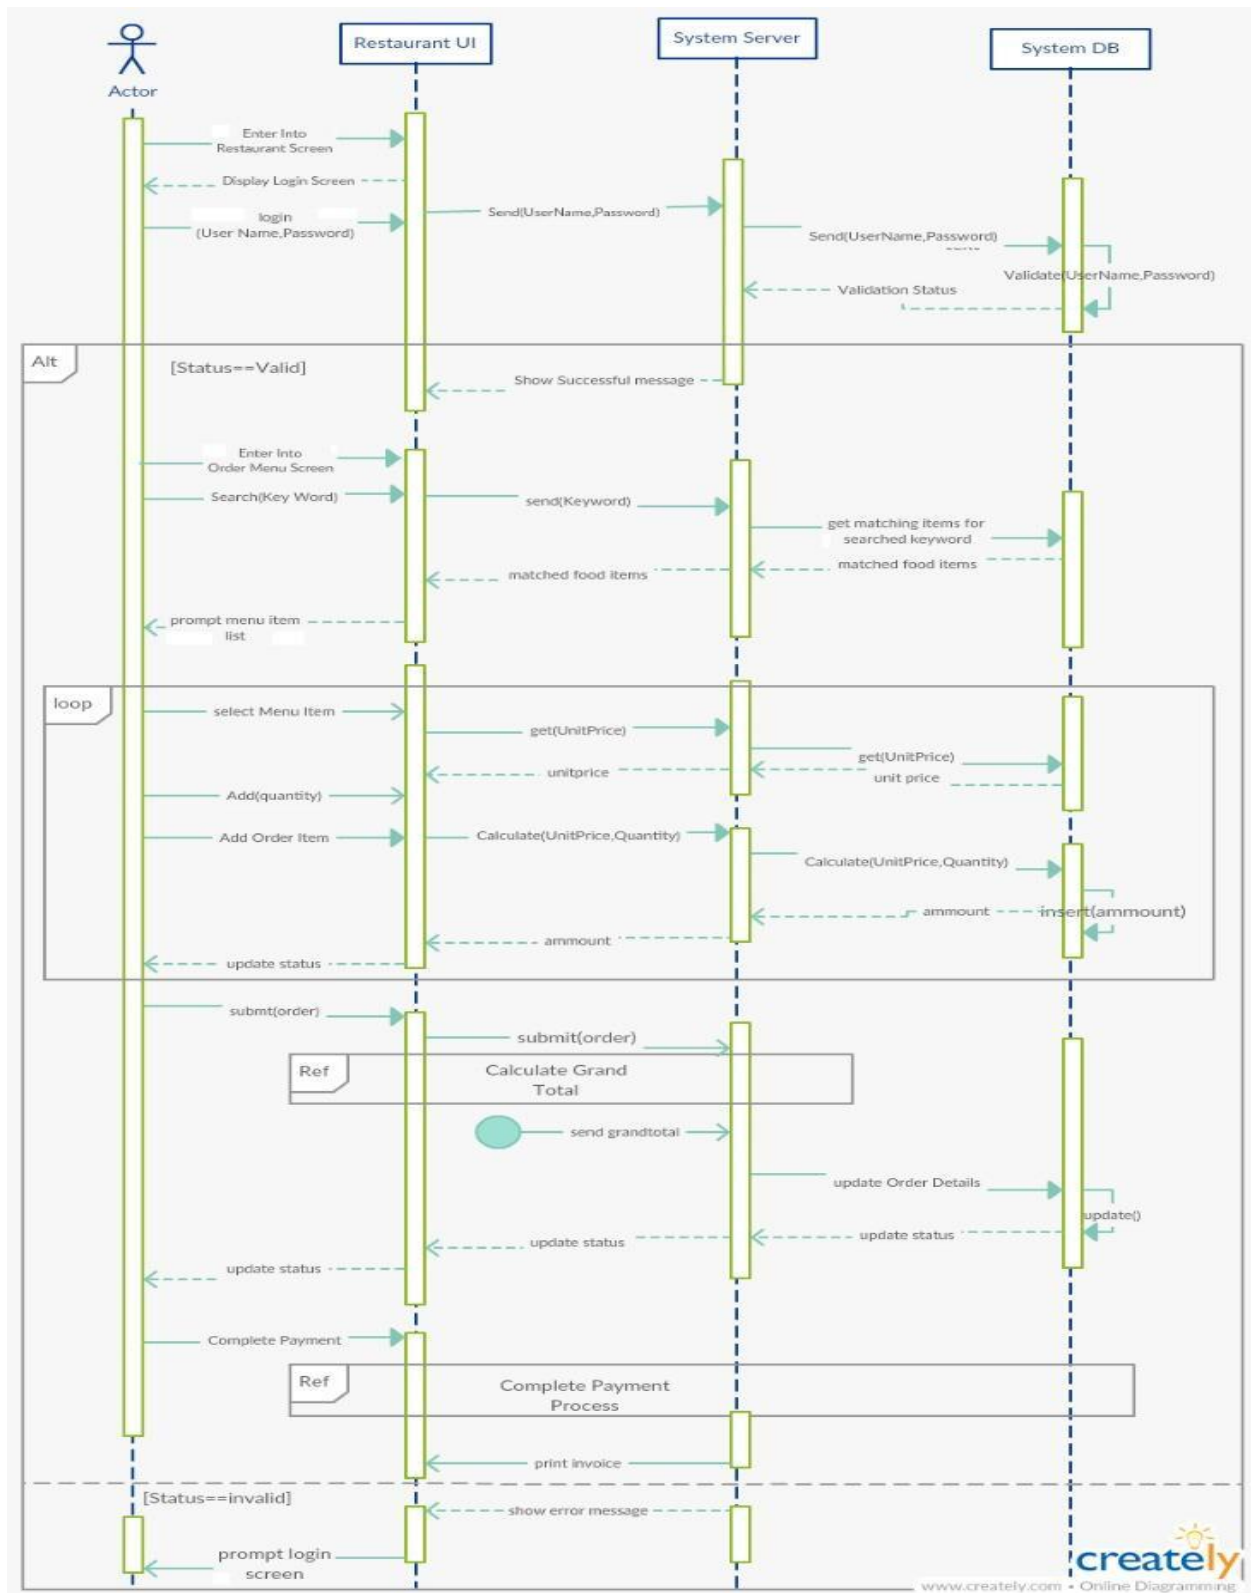 Restaurant UI
System Server
System DB
Actor
Enter Into
Restaurant Screen
Display Login Screen
login
(User Name,Password)
Send(UserName,Password)
Send(UserName,Password)
Validate(UserName,Password)
Validation Status
Alt
[Status==Valid]
Show Successful message
Enter Into
Order Menu Screen
Search(Key Word)
send(Keyword)
get matching items for
searched keyword
matched food items
matched food items
prompt menu item
list
loop
select Menu Item
get(UnitPrice)
get(UnitPrice)
unitprice
unit price
Add(quantity)
Add Order Item
Calculate(UnitPrice,Quantity)
Calculate(UnitPrice,Quantity)
ammount
insert(ammount)
ammount
update status
submt(order)
submit(order)
Ref
Calculate Grand
Total
send grandtotal
update Order Details
update()
update status
update status
update status
Complete Payment
Ref
Complete Payment
Process
print invoice
[Status==invalid]
show error message
prompt login
screen
creately
www.creately.com • Online Diagramming